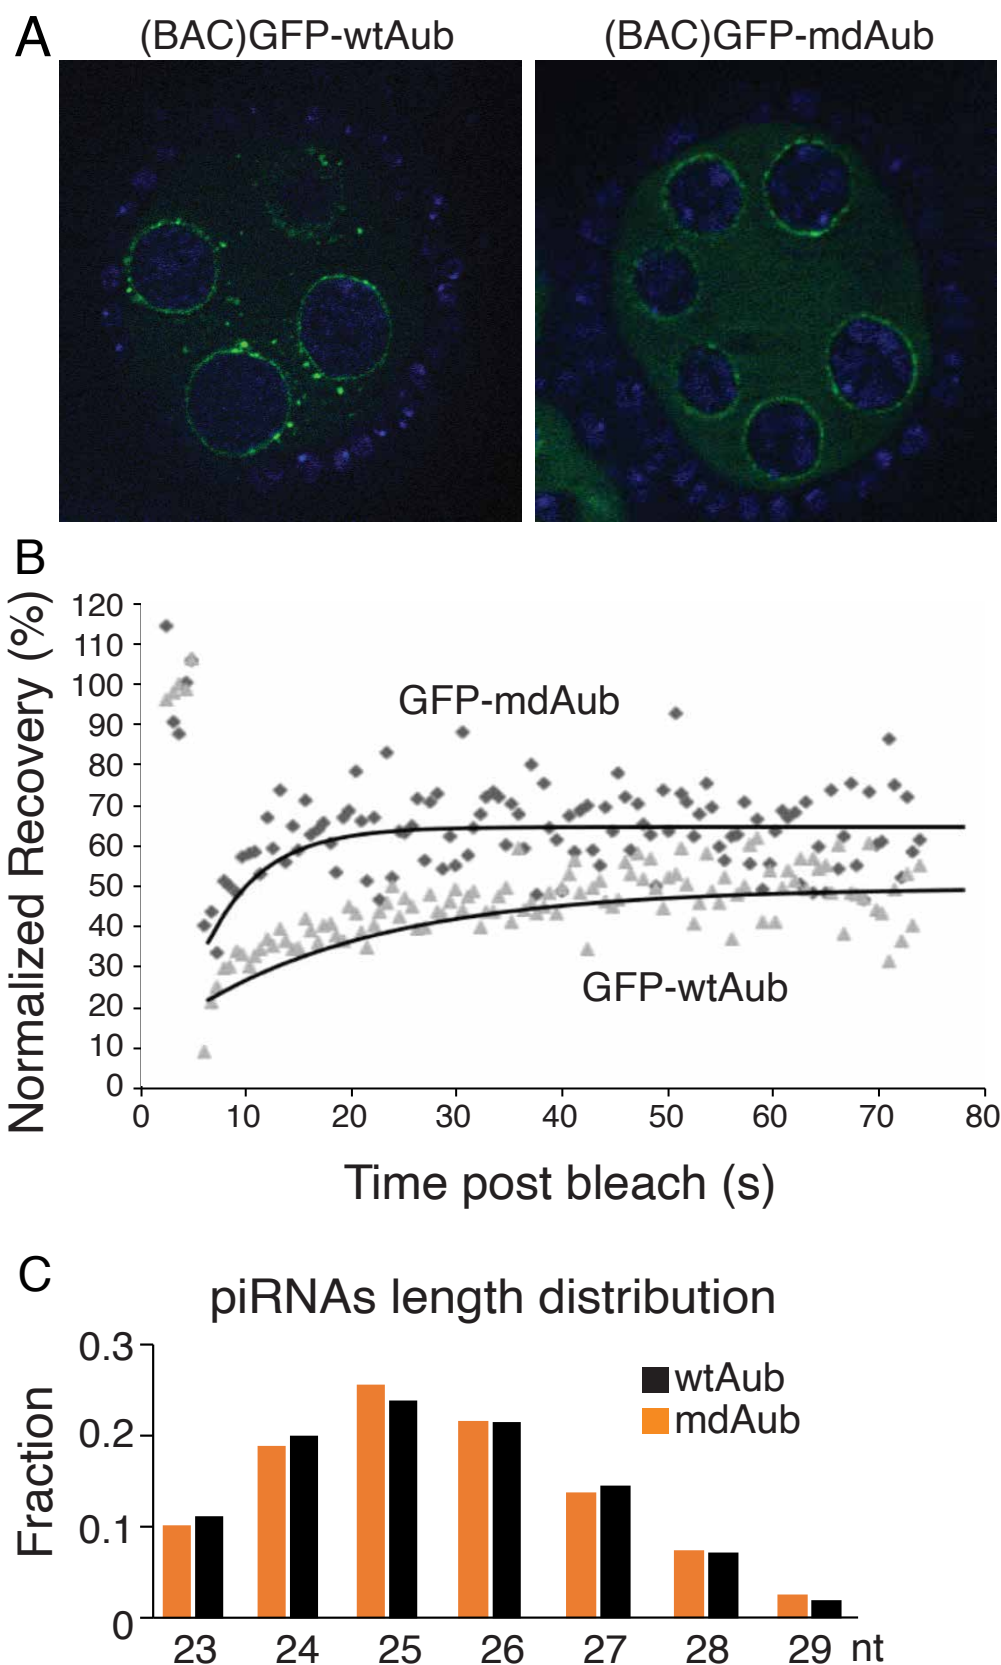 A
(BAC)GFP-wtAub
(BAC)GFP-mdAub
B
Normalized Recovery (%)
120
110
100
90
80
70
60
50
40
30
20
10
0
GFP-mdAub
GFP-wtAub
0 10 20 30 40 50 60 70 80
Time post bleach (s)
C
piRNAs length distribution
Fraction
0.3
0.2
0.1
0
wtAub
mdAub
23 24 25 26 27 28 29 nt